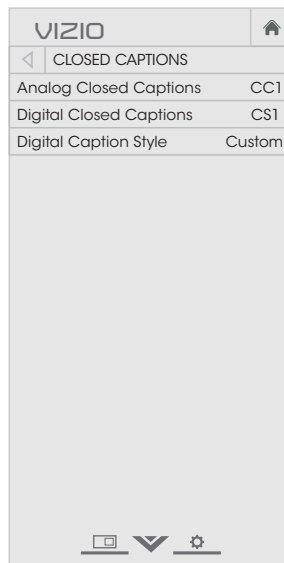 VIZIO
CLOSED CAPTIONS
Analog Closed Captions CC1
Digital Closed Captions CS1
Digital Caption Style Custom